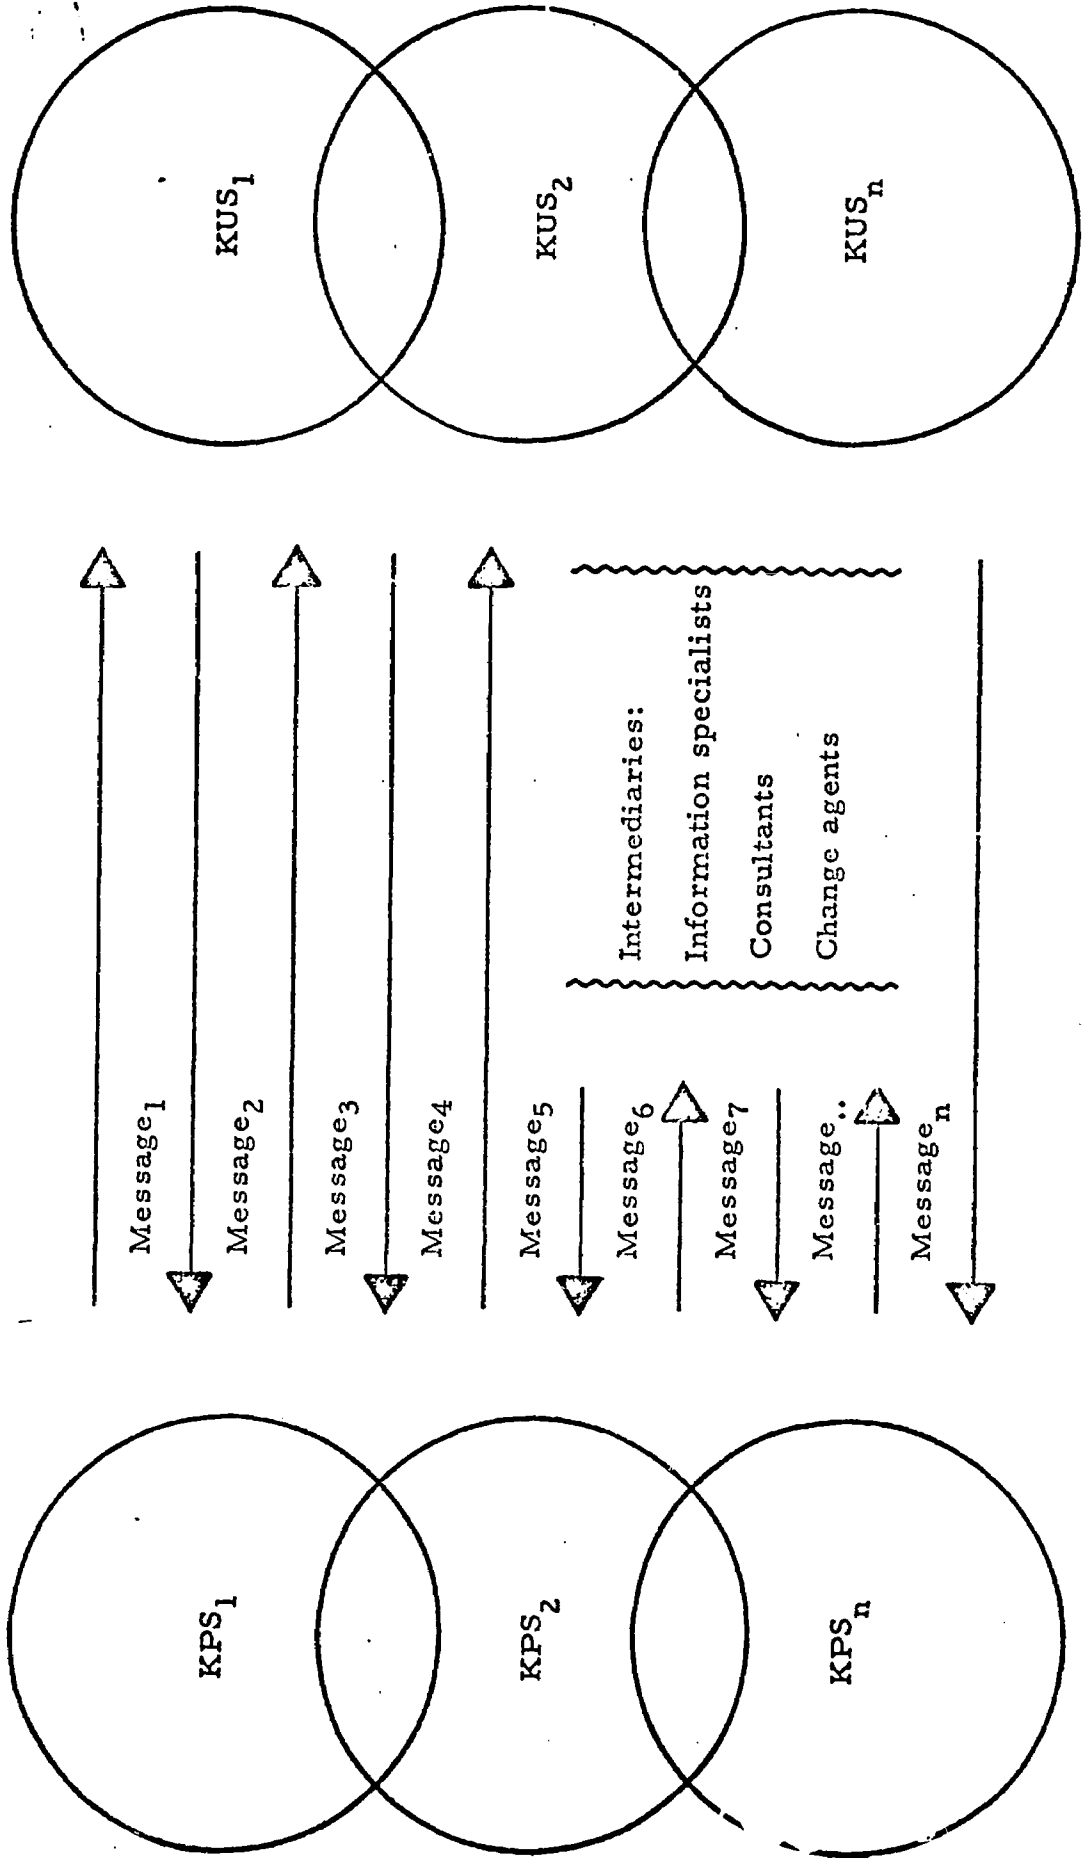 KPS1
KPS2
KPSn
Message1
Message2
Message3
Message4
Message5
Message6
Message7
Message..
Messagen
Intermediaries:
Information specialists
Consultants
Change agents
KUS1
KUS2
KUSn